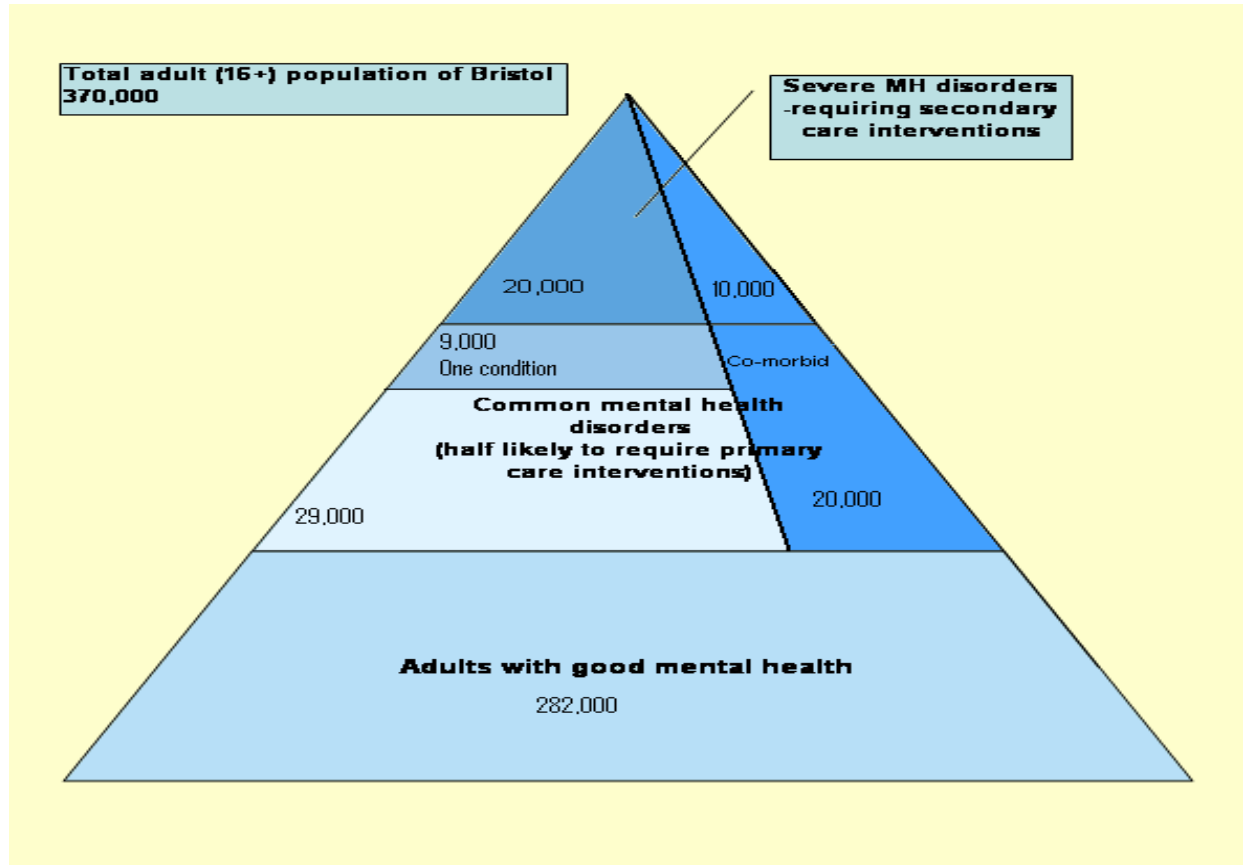 Total adult (16+) population of Bristol
370,000
Severe MH disorders
-requiring secondary
care interventions
20,000
10,000
9,000
One condition
Co-morbid
Common mental health
disorders
(half likely to require primary
care interventions)
20,000
29,000
Adults with good mental health
282,000